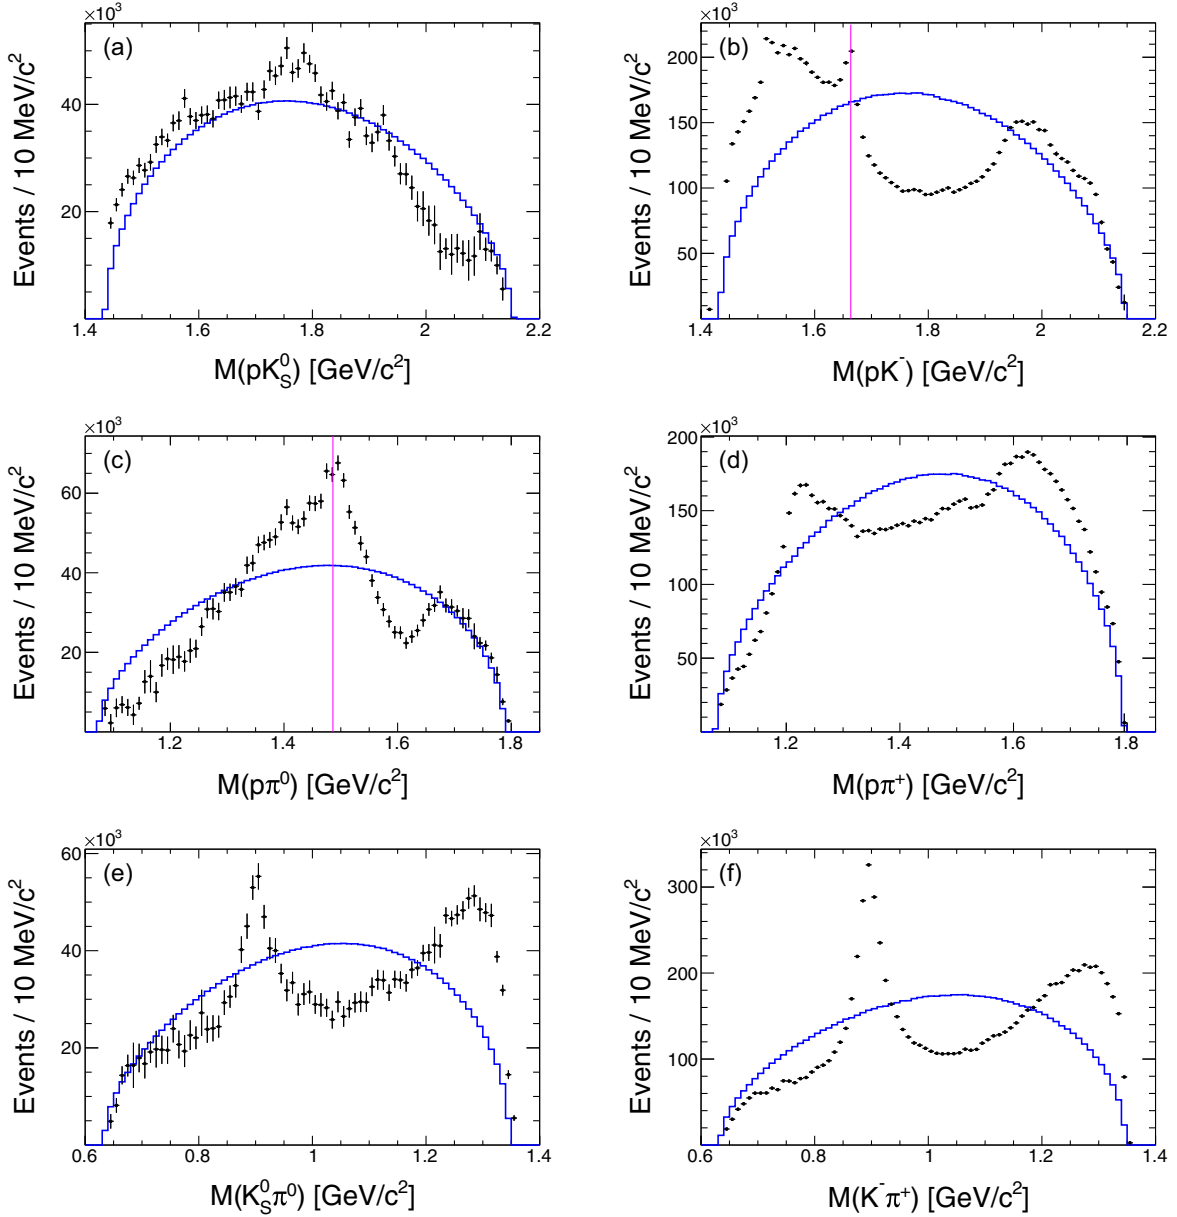 ×10³
(a)
40
20
Events / 10 MeV/c²
1.4 1.6 1.8 2 2.2
M(pK⁰_S) [GeV/c²]
×10³
(b)
200
150
100
50
Events / 10 MeV/c²
1.4 1.6 1.8 2 2.2
M(pK⁻) [GeV/c²]
×10³
(c)
60
40
20
Events / 10 MeV/c²
1.2 1.4 1.6 1.8
M(pπ⁰) [GeV/c²]
×10³
(d)
200
150
100
50
Events / 10 MeV/c²
1.2 1.4 1.6 1.8
M(pπ⁺) [GeV/c²]
×10³
(e)
60
40
20
Events / 10 MeV/c²
0.6 0.8 1 1.2 1.4
M(K⁰_Sπ⁰) [GeV/c²]
×10³
(f)
300
200
100
Events / 10 MeV/c²
0.6 0.8 1 1.2 1.4
M(K⁻π⁺) [GeV/c²]